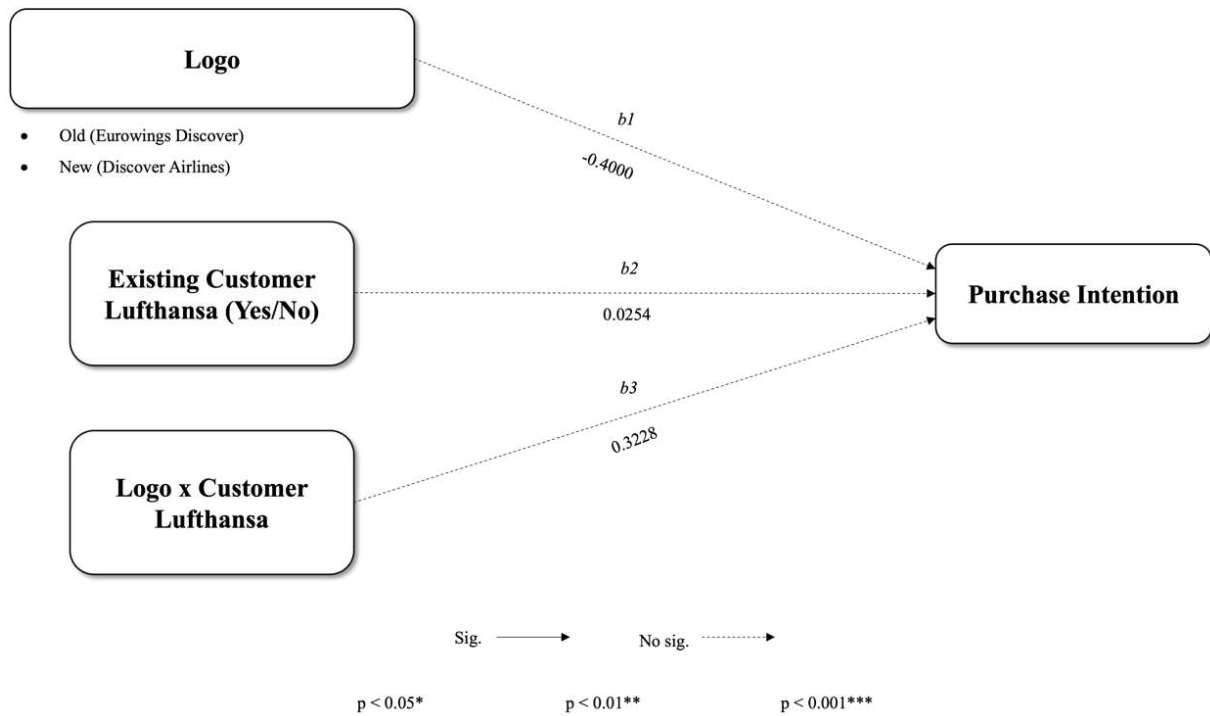 Logo
• Old (Eurowings Discover)
• New (Discover Airlines)
b1
-0.4000
Existing Customer
Lufthansa (Yes/No)
b2
0.0254
Purchase Intention
b3
0.3228
Logo x Customer
Lufthansa
Sig.
No sig.
p < 0.05*
p < 0.01**
p < 0.001***